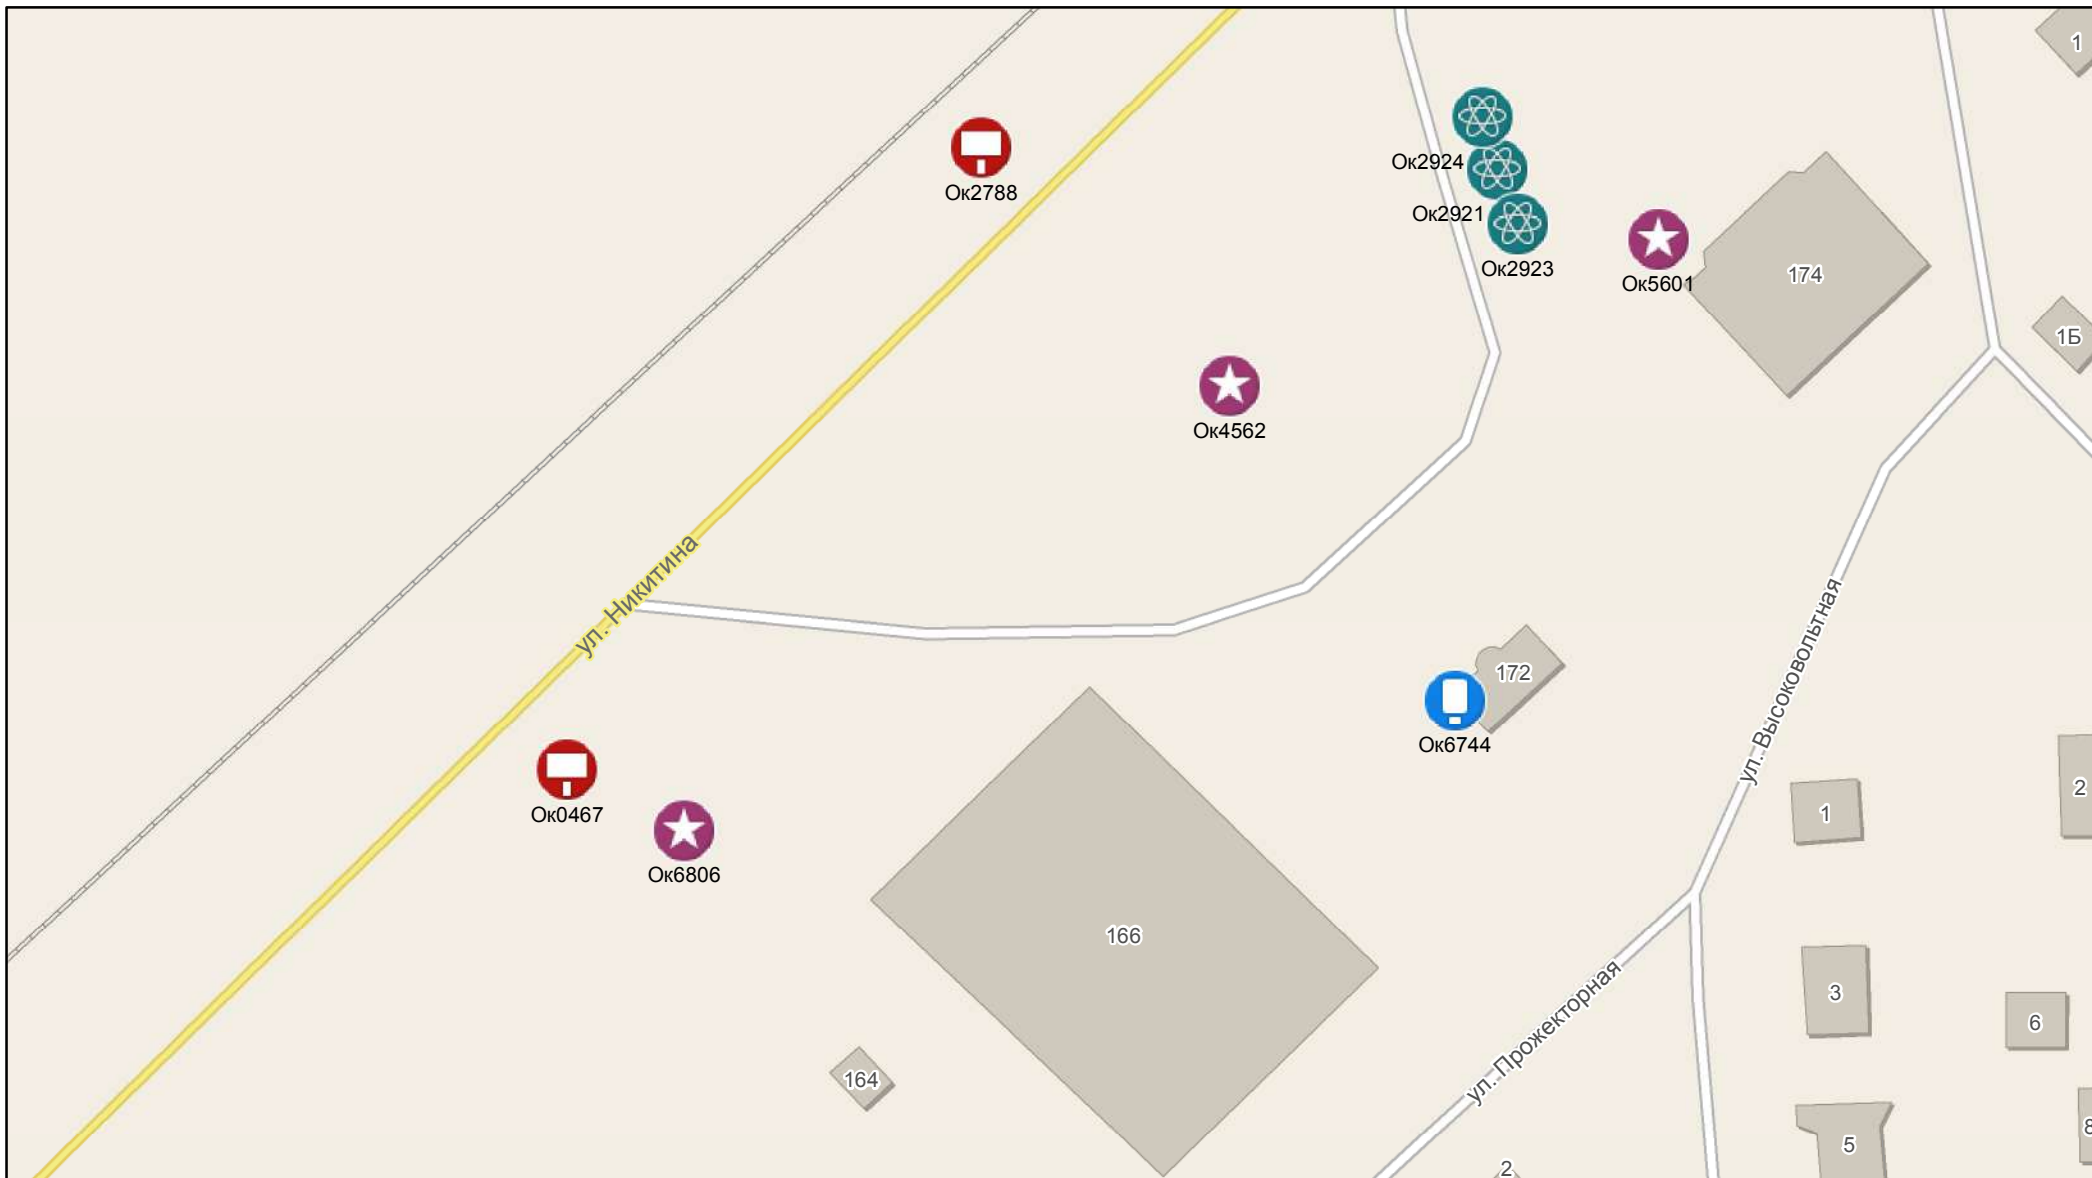 1
Ок2788
Ок2924
Ок2921
Ок2923
Ок5601
174
1Б
Ок4562
ул. Никитина
172
Ок6744
ул. Высоковольтная
Ок0467
Ок6806
1
2
166
3
6
ул. Прожекторная
164
5
8
2